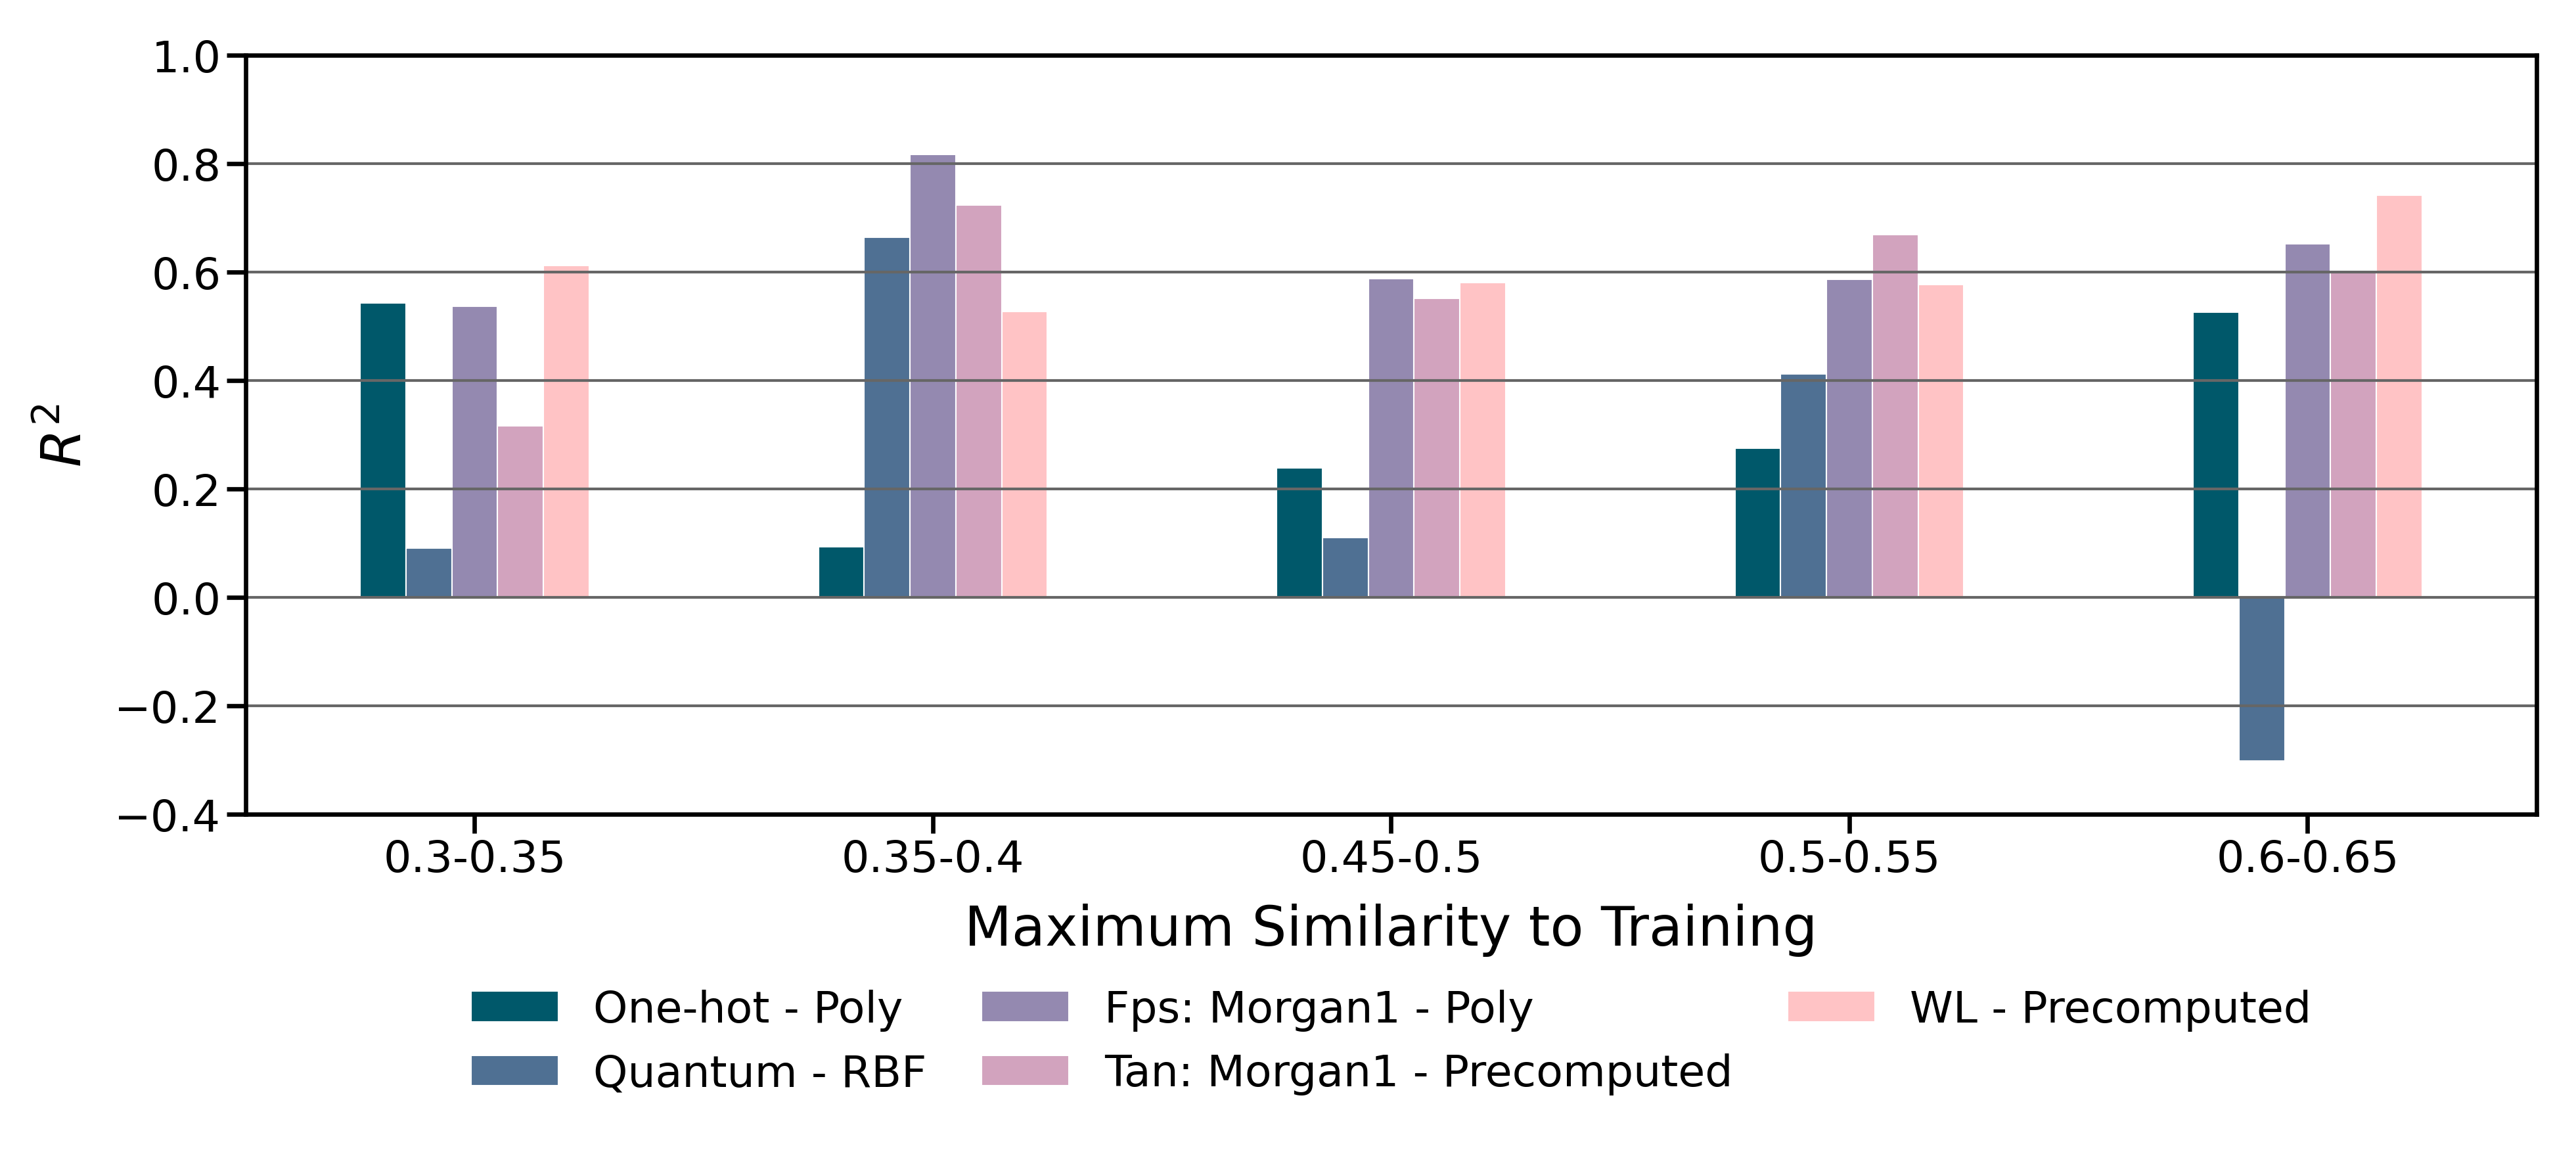 1.0
0.8
0.6
0.4
0.2
0.0
−0.2
−0.4
R²
0.3-0.35 0.35-0.4 0.45-0.5 0.5-0.55 0.6-0.65
Maximum Similarity to Training
One-hot - Poly Fps: Morgan1 - Poly WL - Precomputed
Quantum - RBF Tan: Morgan1 - Precomputed